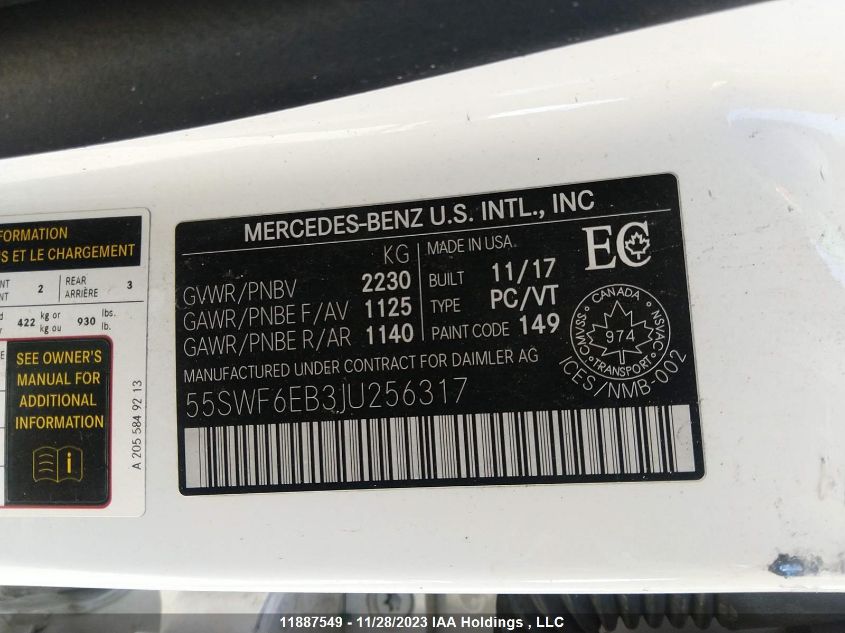 FORMATION
S ET LE CHARGEMENT
NT 2 REAR 3
ARRIÈRE
422 kg or 930 lbs.
kg ou lb.
SEE OWNER'S
MANUAL FOR
ADDITIONAL
INFORMATION
A 205 584 92 13
MERCEDES-BENZ U.S. INTL., INC
KG MADE IN USA.
GVWR/PNBV 2230 BUILT 11/17
GAWR/PNBE F/AV 1125 TYPE PC/VT
GAWR/PNBE R/AR 1140 PAINT CODE 149
EC
CANADA
974
TRANSPORT
CMVSS
NSVAC
ICES/NMB-002
MANUFACTURED UNDER CONTRACT FOR DAIMLER AG
55SWF6EB3JU256317
11887549 - 11/28/2023 IAA Holdings , LLC